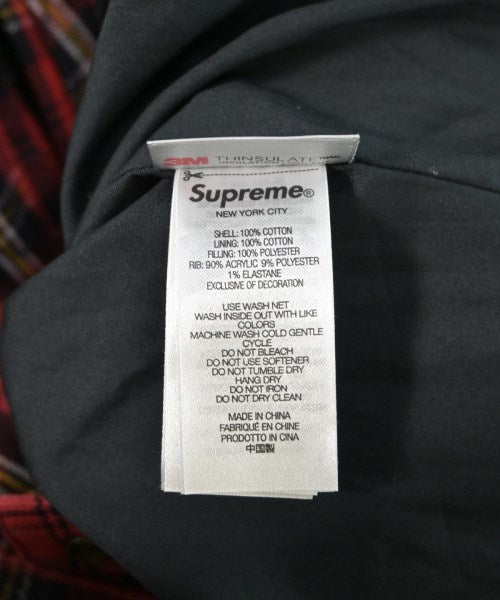 3M THINSULATE
INSULATION
Supreme®
NEW YORK CITY
SHELL: 100% COTTON
LINING: 100% COTTON
FILLING: 100% POLYESTER
RIB: 90% ACRYLIC 9% POLYESTER
1% ELASTANE
EXCLUSIVE OF DECORATION
USE WASH NET
WASH INSIDE OUT WITH LIKE
COLORS
MACHINE WASH COLD GENTLE
CYCLE
DO NOT BLEACH
DO NOT USE SOFTENER
DO NOT TUMBLE DRY
HANG DRY
DO NOT IRON
DO NOT DRY CLEAN
MADE IN CHINA
FABRIQUÉ EN CHINE
PRODOTTO IN CINA
中国製